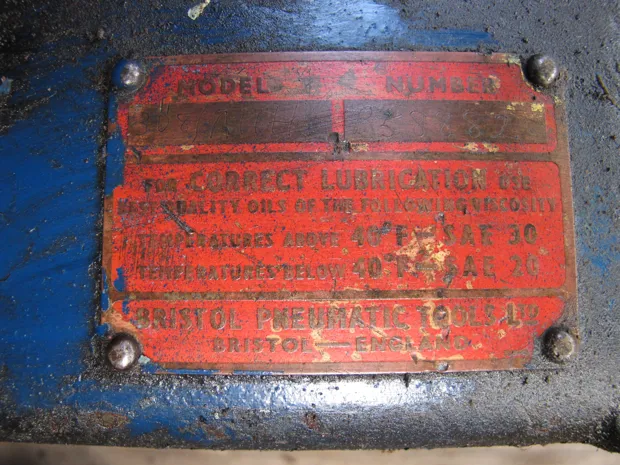 MODEL NUMBER
FOR CORRECT LUBRICATION USE
BEST QUALITY OILS OF THE FOLLOWING VISCOSITY
TEMPERATURES ABOVE 40°F—SAE 30
TEMPERATURES BELOW 40°F—SAE 20
BRISTOL PNEUMATIC TOOLS LTD
BRISTOL—ENGLAND